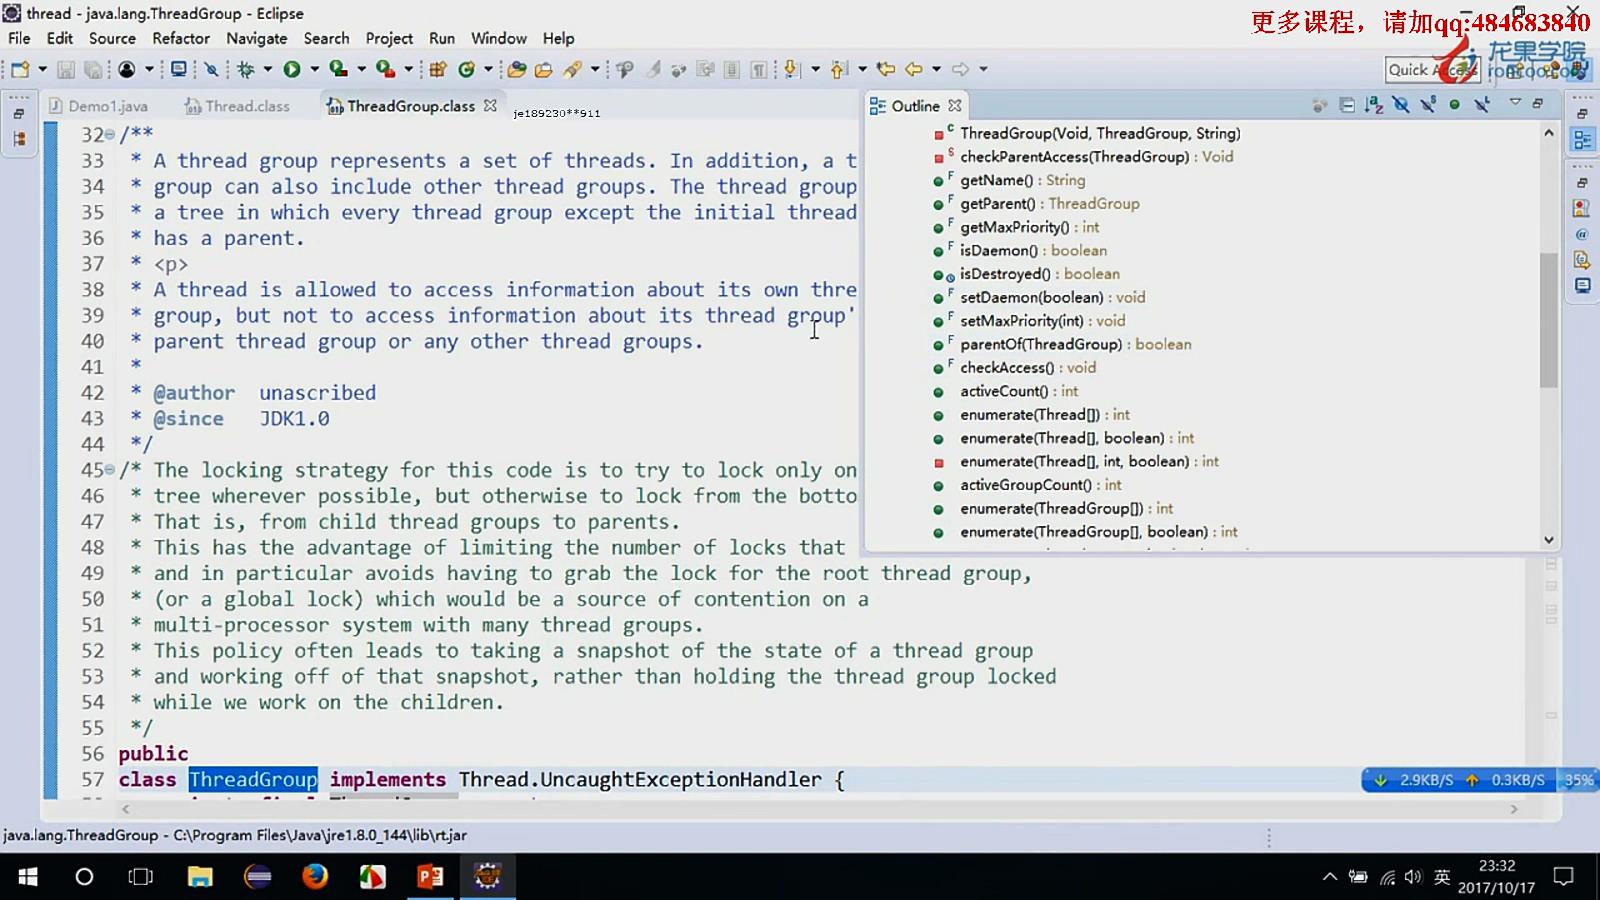 thread - java.lang.ThreadGroup - Eclipse
更多课程，请加qq:484683840
File Edit Source Refactor Navigate Search Project Run Window Help
龙果学院
Quick Access
roncoo.com
Demo1.java
Thread.class
ThreadGroup.class
je189230**911
32 /**
33 * A thread group represents a set of threads. In addition, a t
34 * group can also include other thread groups. The thread group
35 * a tree in which every thread group except the initial thread
36 * has a parent.
37 * <p>
38 * A thread is allowed to access information about its own thre
39 * group, but not to access information about its thread group'
40 * parent thread group or any other thread groups.
41 *
42 * @author unascribed
43 * @since JDK1.0
44 */
45 /* The locking strategy for this code is to try to lock only on
46 * tree wherever possible, but otherwise to lock from the botto
47 * That is, from child thread groups to parents.
48 * This has the advantage of limiting the number of locks that
49 * and in particular avoids having to grab the lock for the root thread group,
50 * (or a global lock) which would be a source of contention on a
51 * multi-processor system with many thread groups.
52 * This policy often leads to taking a snapshot of the state of a thread group
53 * and working off of that snapshot, rather than holding the thread group locked
54 * while we work on the children.
55 */
56 public
57 class ThreadGroup implements Thread.UncaughtExceptionHandler {
Outline
ThreadGroup(Void, ThreadGroup, String)
checkParentAccess(ThreadGroup) : Void
getName() : String
getParent() : ThreadGroup
getMaxPriority() : int
isDaemon() : boolean
isDestroyed() : boolean
setDaemon(boolean) : void
setMaxPriority(int) : void
parentOf(ThreadGroup) : boolean
checkAccess() : void
activeCount() : int
enumerate(Thread[]) : int
enumerate(Thread[], boolean) : int
enumerate(Thread[], int, boolean) : int
activeGroupCount() : int
enumerate(ThreadGroup[]) : int
enumerate(ThreadGroup[], boolean) : int
2.9KB/S 0.3KB/S 35%
java.lang.ThreadGroup - C:\Program Files\Java\jre1.8.0_144\lib\rt.jar
英
23:32
2017/10/17